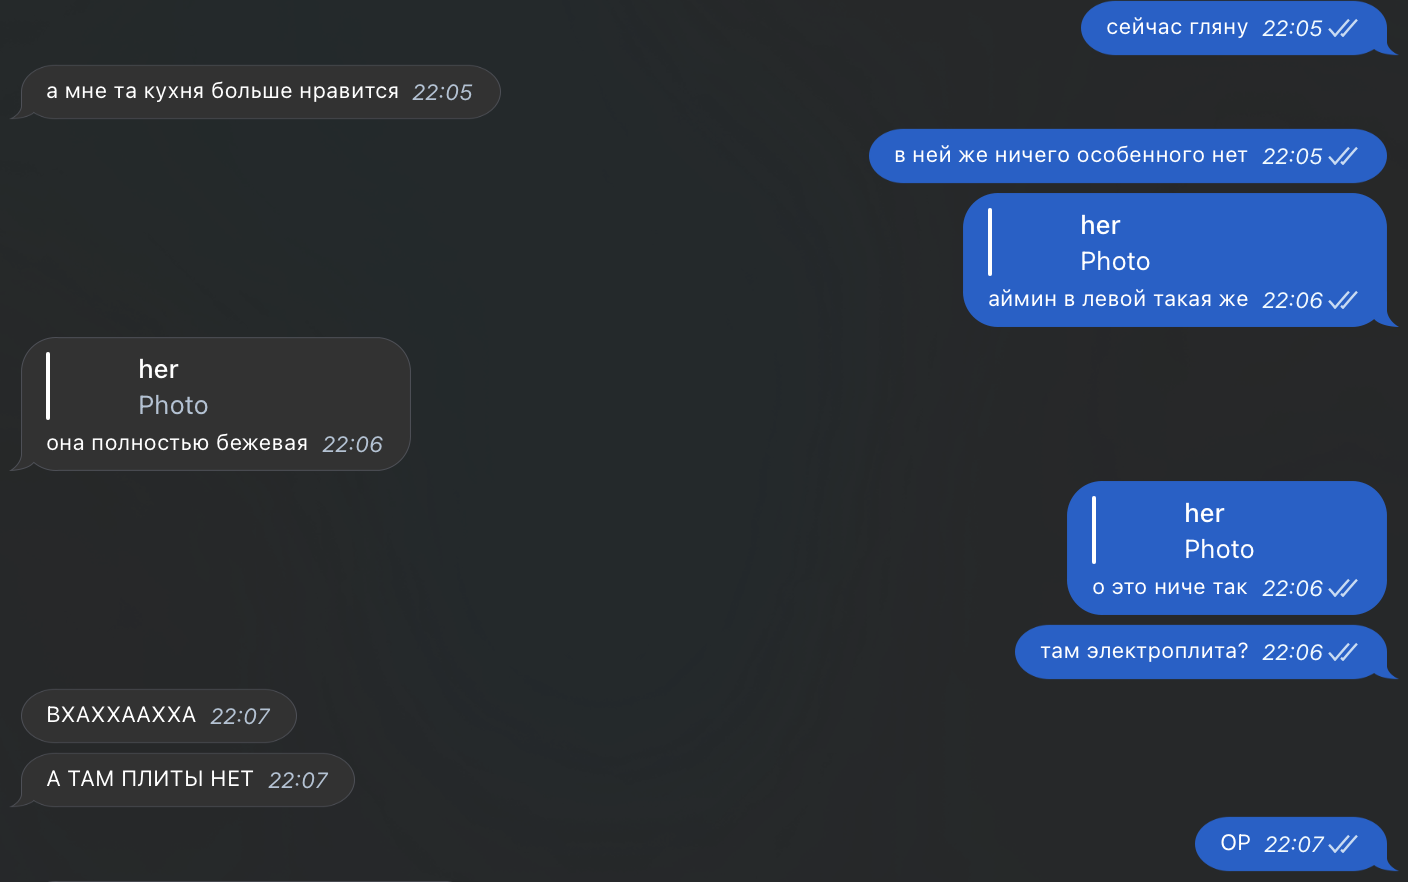 сейчас гляну 22:05
а мне та кухня больше нравится 22:05
в ней же ничего особенного нет 22:05
her
Photo
аймин в левой такая же 22:06
her
Photo
она полностью бежевая 22:06
her
Photo
о это ниче так 22:06
там электроплита? 22:06
ВХАХХААХХА 22:07
А ТАМ ПЛИТЫ НЕТ 22:07
ОР 22:07